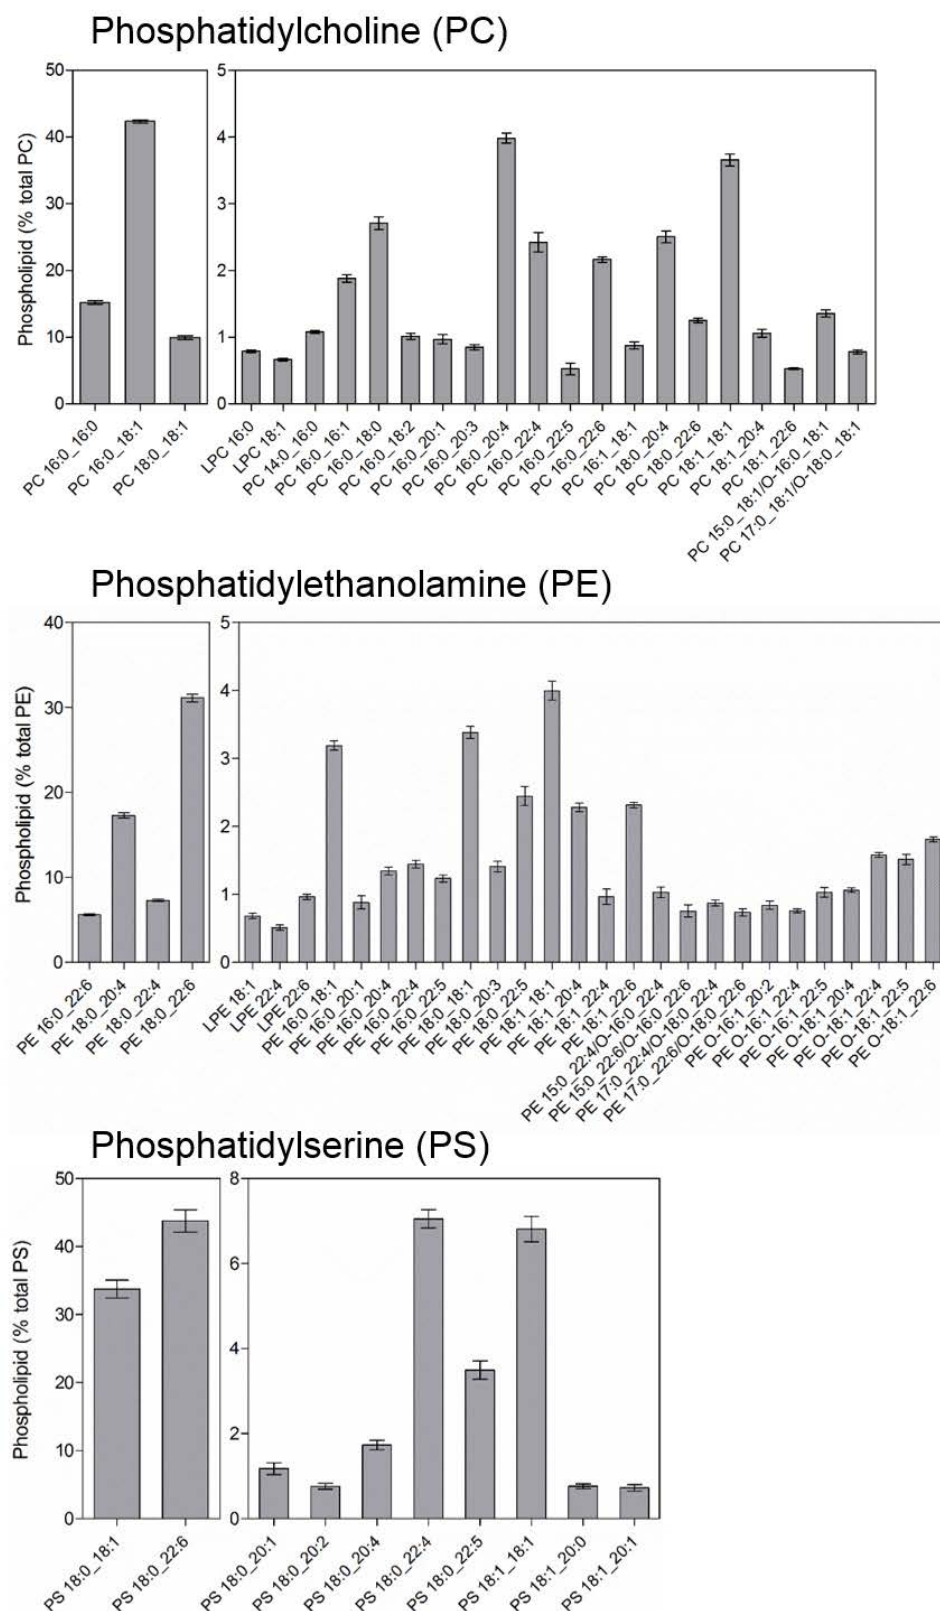 Phosphatidylcholine (PC)
Phospholipid (% total PC)
50
40
30
20
10
0
PC 16:0_16:0
PC 16:0_18:1
PC 18:0_18:1
5
4
3
2
1
0
LPC 16:0
LPC 18:1
PC 14:0_16:0
PC 16:0_16:1
PC 16:0_18:0
PC 16:0_18:2
PC 16:0_20:1
PC 16:0_20:3
PC 16:0_20:4
PC 16:0_22:4
PC 16:0_22:5
PC 16:0_22:6
PC 16:1_18:1
PC 18:0_20:4
PC 18:0_22:6
PC 18:1_18:1
PC 18:1_20:4
PC 18:1_22:6
PC 15:0_18:1/O-16:0_18:1
PC 17:0_18:1/O-18:0_18:1
Phosphatidylethanolamine (PE)
Phospholipid (% total PE)
40
30
20
10
0
PE 16:0_22:6
PE 18:0_20:4
PE 18:0_22:4
PE 18:0_22:6
5
4
3
2
1
0
LPE 18:1
LPE 22:4
LPE 22:6
PE 16:0_18:1
PE 16:0_20:1
PE 16:0_20:4
PE 16:0_22:4
PE 16:0_22:5
PE 18:0_18:1
PE 18:0_20:3
PE 18:0_22:5
PE 18:1_18:1
PE 18:1_20:4
PE 18:1_22:4
PE 18:1_22:6
PE 15:0_22:4/O-16:0_22:4
PE 15:0_22:6/O-16:0_22:6
PE 17:0_22:4/O-18:0_22:4
PE 17:0_22:6/O-18:0_22:6
PE O-16:1_20:2
PE O-16:1_22:4
PE O-16:1_22:5
PE O-18:1_20:4
PE O-18:1_22:4
PE O-18:1_22:5
PE O-18:1_22:6
Phosphatidylserine (PS)
Phospholipid (% total PS)
50
40
30
20
10
0
PS 18:0_18:1
PS 18:0_22:6
8
6
4
2
0
PS 18:0_20:1
PS 18:0_20:2
PS 18:0_20:4
PS 18:0_22:4
PS 18:0_22:5
PS 18:1_18:1
PS 18:1_20:0
PS 18:1_20:1